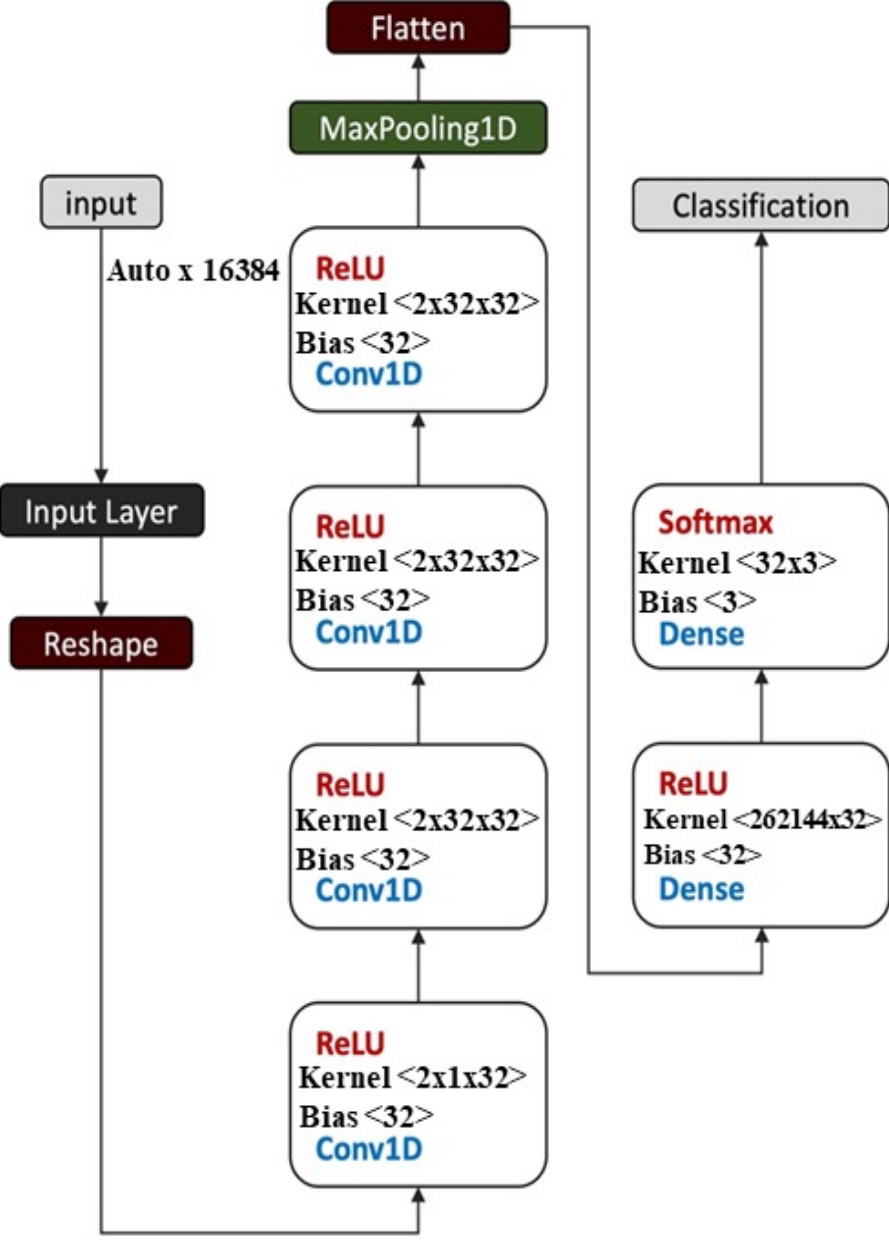 input
Auto x 16384
Input Layer
Reshape
ReLU
Kernel <2x1x32>
Bias <32>
Conv1D
ReLU
Kernel <2x32x32>
Bias <32>
Conv1D
ReLU
Kernel <2x32x32>
Bias <32>
Conv1D
ReLU
Kernel <2x32x32>
Bias <32>
Conv1D
MaxPooling1D
Flatten
ReLU
Kernel <262144x32>
Bias <32>
Dense
Softmax
Kernel <32x3>
Bias <3>
Dense
Classification